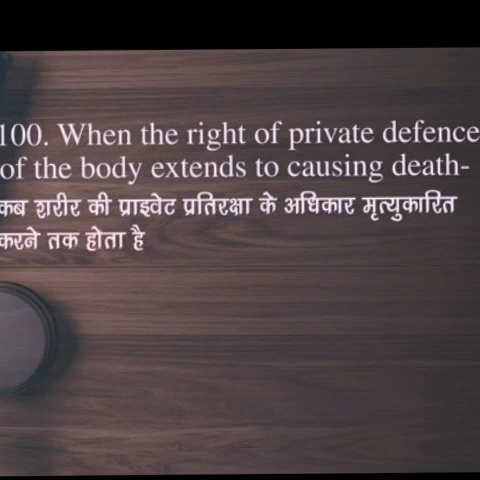 100. When the right of private defence
of the body extends to causing death-
कब शरीर की प्राइवेट प्रतिरक्षा के अधिकार मृत्युकारित
करने तक होता है